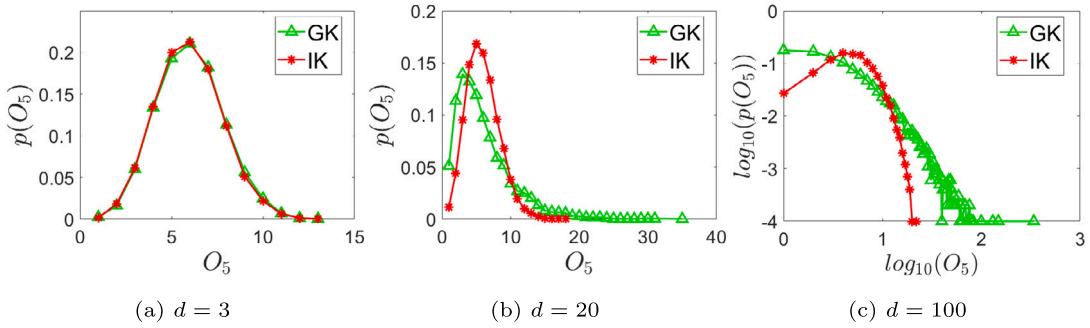 0.2
0.15
0.1
0.05
0
p(O5)
0
5
10
15
O5
GK
IK
(a) d = 3
0.2
0.15
0.1
0.05
0
p(O5)
0
10
20
30
40
O5
GK
IK
(b) d = 20
-0
-1
-2
-3
-4
log10(p(O5))
0
1
2
3
log10(O5)
GK
IK
(c) d = 100